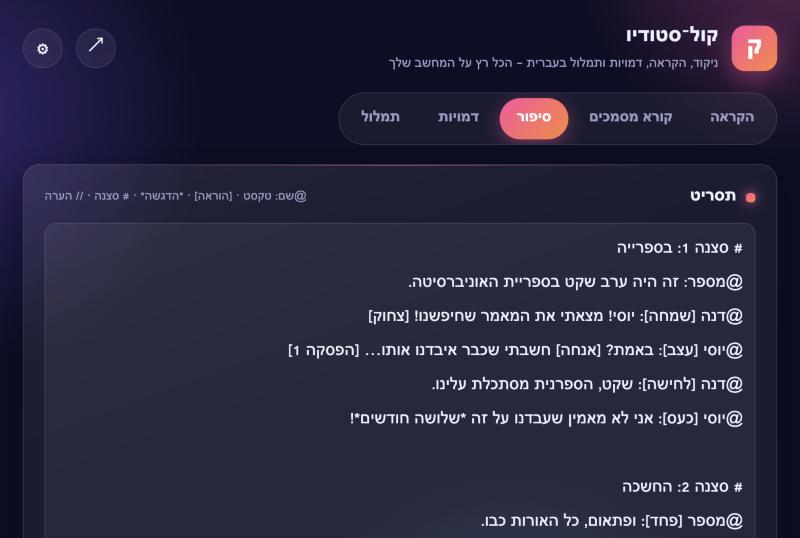 ק
קול־סטודיו
ניקוד, הקראה, דמויות ותמלול בעברית – הכל רץ על המחשב שלך
הקראה
קורא מסמכים
סיפור
דמויות
תמלול
תסריט
@שם: טקסט · [הוראה] · *הדגשה* · # סצנה · // הערה
# סצנה 1: בספרייה
@מספר: זה היה ערב שקט בספריית האוניברסיטה.
@דנה [שמחה]: יוסי! מצאתי את המאמר שחיפשנו! [צחוק]
@יוסי [עצב]: באמת? [אנחה] חשבתי שכבר איבדנו אותו... [הפסקה 1]
@דנה [לחישה]: שקט, הספרנית מסתכלת עלינו.
@יוסי [כעס]: אני לא מאמין שעבדנו על זה *שלושה חודשים*!
# סצנה 2: החשכה
@מספר [פחד]: ופתאום, כל האורות כבו.